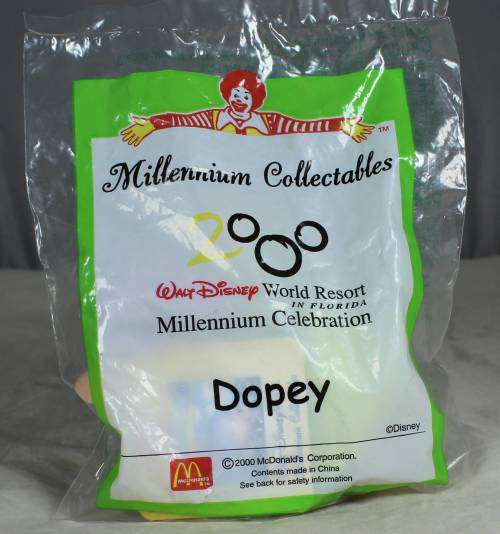 TM
Millennium Collectables
2000
WALT DISNEY World Resort
IN FLORIDA
Millennium Celebration
Dopey
©Disney
McDonald's
©2000 McDonald's Corporation.
Contents made in China
See back for safety information